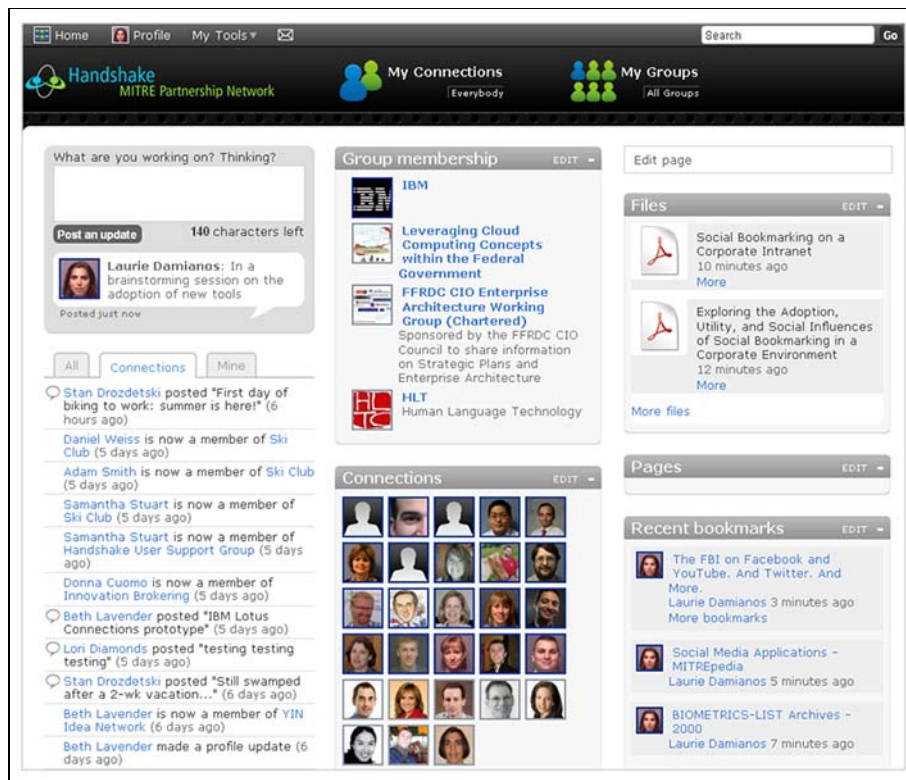 Home Profile My Tools ▾ Search Go
Handshake
MITRE Partnership Network
My Connections
Everybody
My Groups
All Groups
What are you working on? Thinking?
Post an update 140 characters left
Laurie Damianos: In a
brainstorming session on the
adoption of new tools
Posted just now
All Connections Mine
Stan Drozdetski posted "First day of
biking to work: summer is here!" (6
hours ago)
Daniel Weiss is now a member of Ski
Club (5 days ago)
Adam Smith is now a member of Ski Club
(5 days ago)
Samantha Stuart is now a member of
Ski Club (5 days ago)
Samantha Stuart is now a member of
Handshake User Support Group (5 days
ago)
Donna Cuomo is now a member of
Innovation Brokering (6 days ago)
Beth Lavender posted "IBM Lotus
Connections prototype" (6 days ago)
Lori Diamonds posted "testing testing
testing" (5 days ago)
Stan Drozdetski posted "Still swamped
after a 2-wk vacation..." (6 days ago)
Beth Lavender is now a member of YIN
Idea Network (6 days ago)
Beth Lavender made a profile update (6
days ago)
Group membership EDIT -
IBM
IBM
Leveraging Cloud
Computing Concepts
within the Federal
Government
FFRDC CIO Enterprise
Architecture Working
Group (Chartered)
Sponsored by the FFRDC CIO
Council to share information
on Strategic Plans and
Enterprise Architecture
HLTC
HLT
Human Language Technology
Connections EDIT -
Edit page
Files EDIT -
Social Bookmarking on a
Corporate Intranet
10 minutes ago
More
Exploring the Adoption,
Utility, and Social Influences
of Social Bookmarking in a
Corporate Environment
12 minutes ago
More
More files
Pages EDIT -
Recent bookmarks EDIT -
The FBI on Facebook and
YouTube. And Twitter. And
More.
Laurie Damianos 3 minutes ago
More bookmarks
Social Media Applications -
MITREpedia
Laurie Damianos 5 minutes ago
BIOMETRICS-LIST Archives -
2000
Laurie Damianos 7 minutes ago